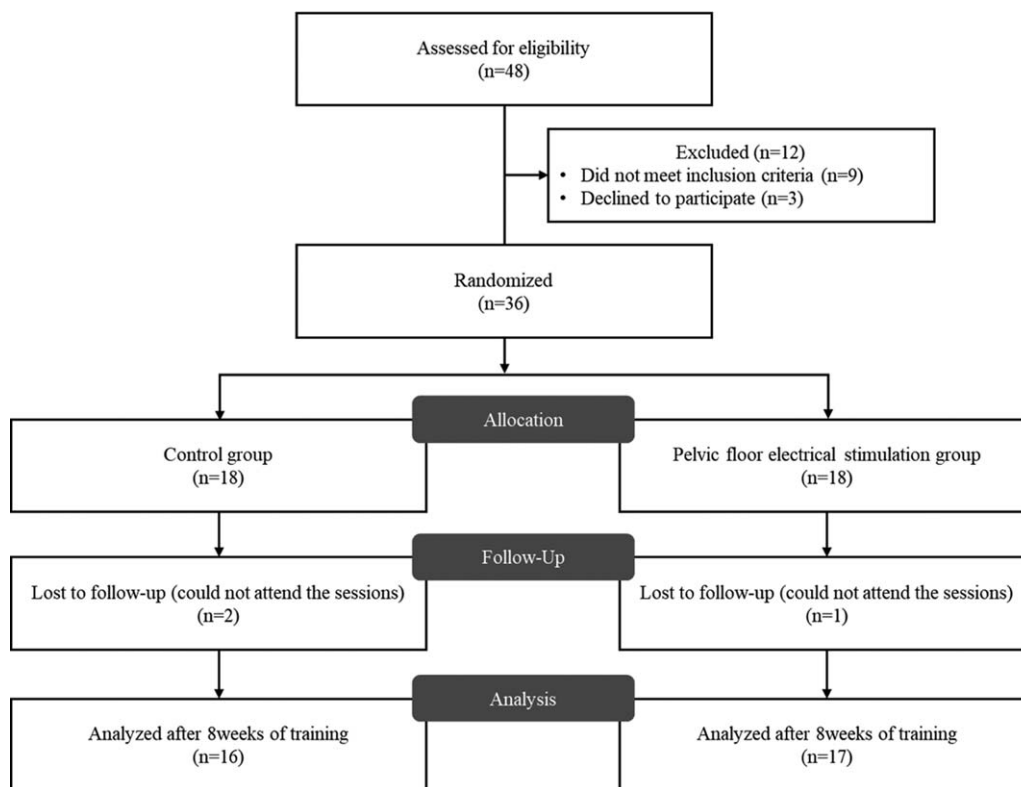 Assessed for eligibility
(n=48)
Excluded (n=12)
• Did not meet inclusion criteria (n=9)
• Declined to participate (n=3)
Randomized
(n=36)
Allocation
Control group
(n=18)
Pelvic floor electrical stimulation group
(n=18)
Follow-Up
Lost to follow-up (could not attend the sessions)
(n=2)
Lost to follow-up (could not attend the sessions)
(n=1)
Analysis
Analyzed after 8weeks of training
(n=16)
Analyzed after 8weeks of training
(n=17)